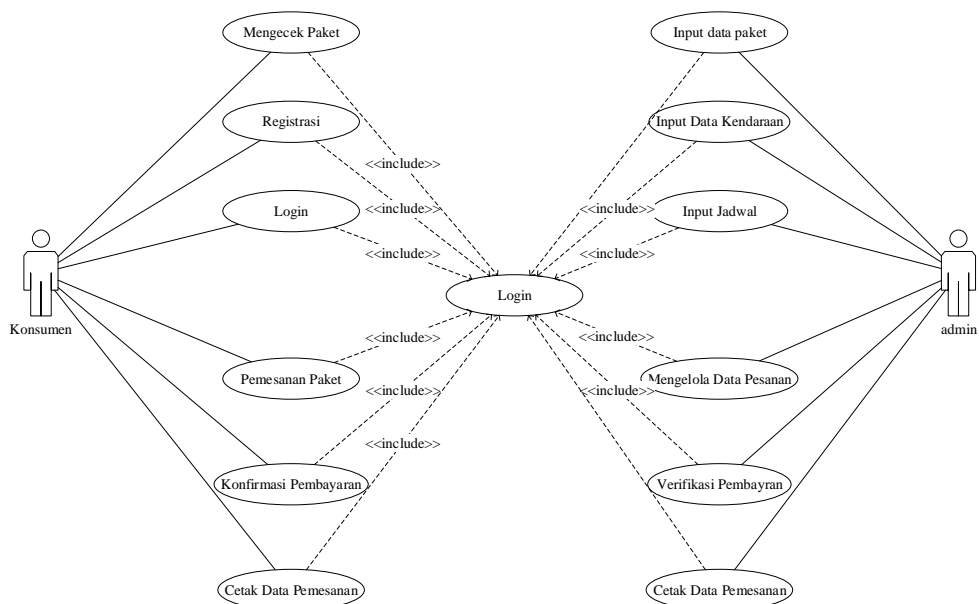 Mengecek Paket
Input data paket
Registrasi
Input Data Kendaraan
<<include>>
<<include>>
<<include>>
Login
Input Jadwal
<<include>>
<<include>>
Login
Konsumen
admin
<<include>>
<<include>>
Pemesanan Paket
Mengelola Data Pesanan
<<include>>
<<include>>
<<include>>
Konfirmasi Pembayaran
Verifikasi Pembayran
Cetak Data Pemesanan
Cetak Data Pemesanan